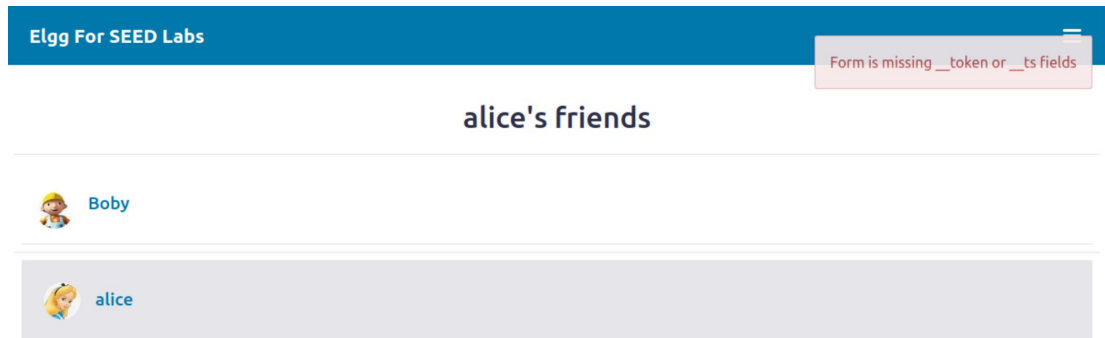 Elgg For SEED Labs
Form is missing __token or __ts fields
alice's friends
Boby
alice